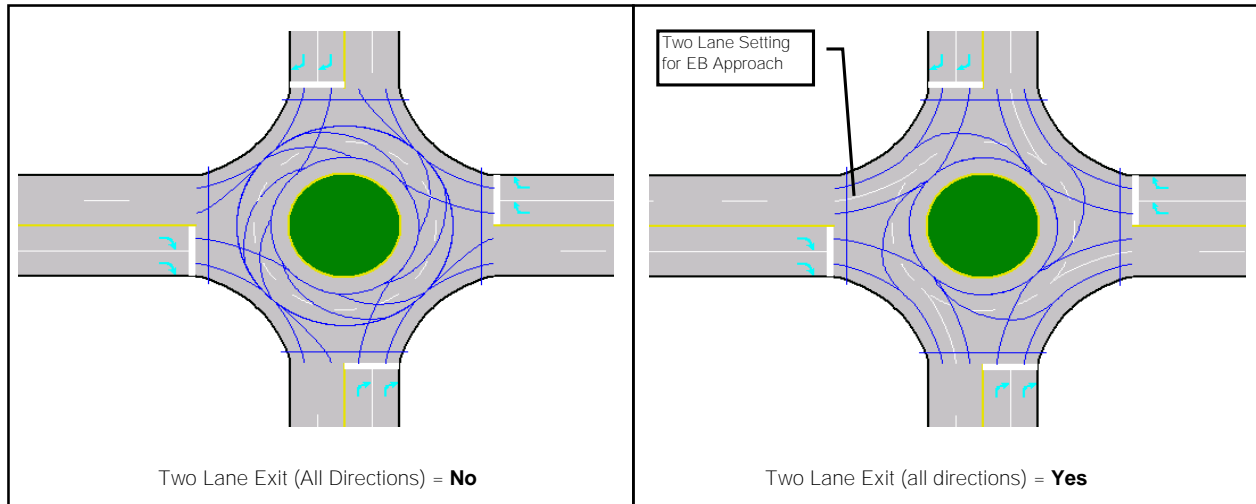 Two Lane Setting
for EB Approach
Two Lane Exit (All Directions) = No
Two Lane Exit (all directions) = Yes